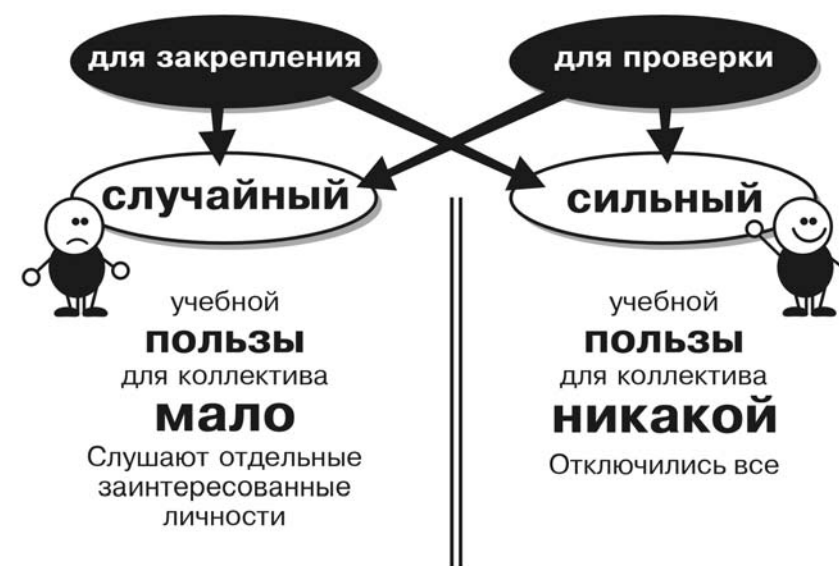 для закрепления
для проверки
случайный
сильный
учебной
пользы
для коллектива
мало
Слушают отдельные
заинтересованные
личности
учебной
пользы
для коллектива
никакой
Отключились все